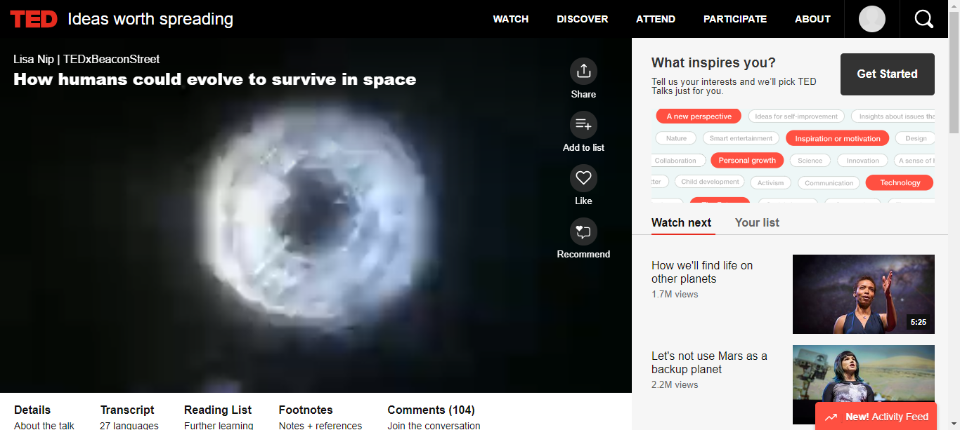 TED Ideas worth spreading
WATCH DISCOVER ATTEND PARTICIPATE ABOUT
Lisa Nip | TEDxBeaconStreet
How humans could evolve to survive in space
Share
Add to list
Like
Recommend
What inspires you?
Tell us your interests and we'll pick TED
Talks just for you.
Get Started
A new perspective Ideas for self-improvement Insights about issues
Nature Smart entertainment Inspiration or motivation Design
Collaboration Personal growth Science Innovation A sense of
Child development Activism Communication Technology
Watch next Your list
How we'll find life on
other planets
1.7M views
5:25
Let's not use Mars as a
backup planet
2.2M views
New! Activity Feed
Details
About the talk
Transcript
27 languages
Reading List
Further learning
Footnotes
Notes + references
Comments (104)
Join the conversation